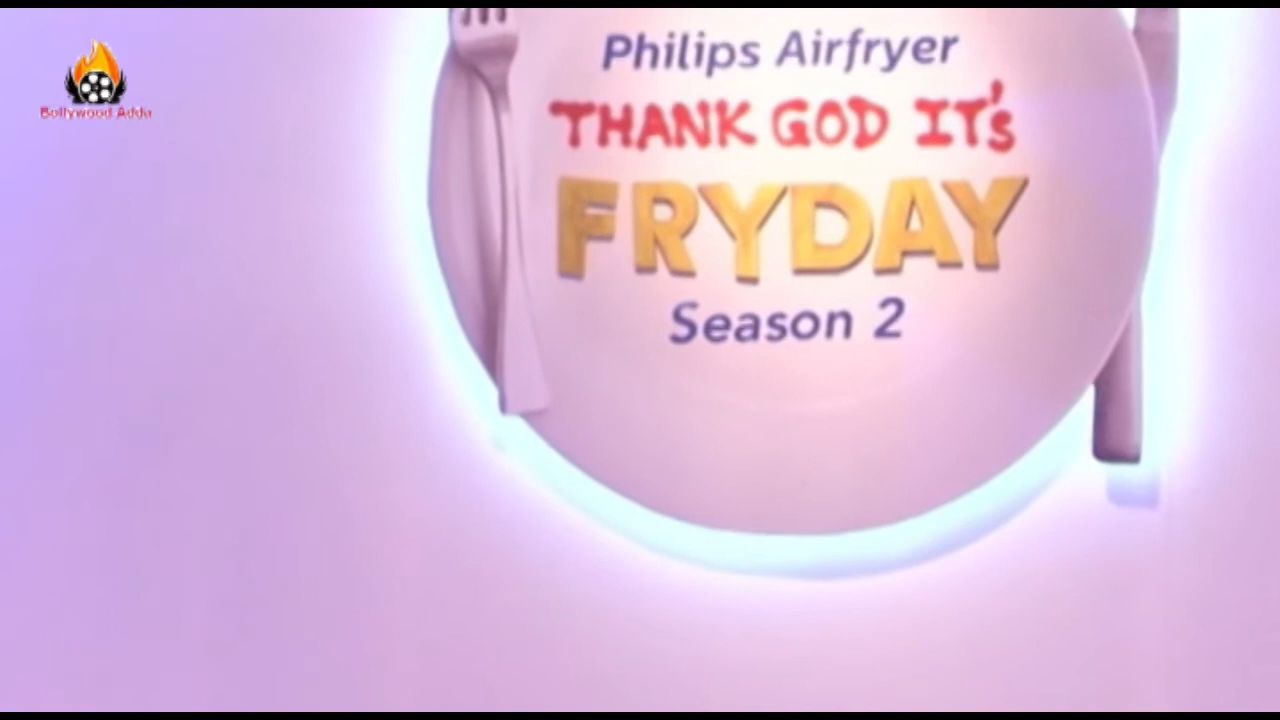 Philips Airfryer
THANK GOD IT's
FRYDAY
Season 2
Bollywood Adda